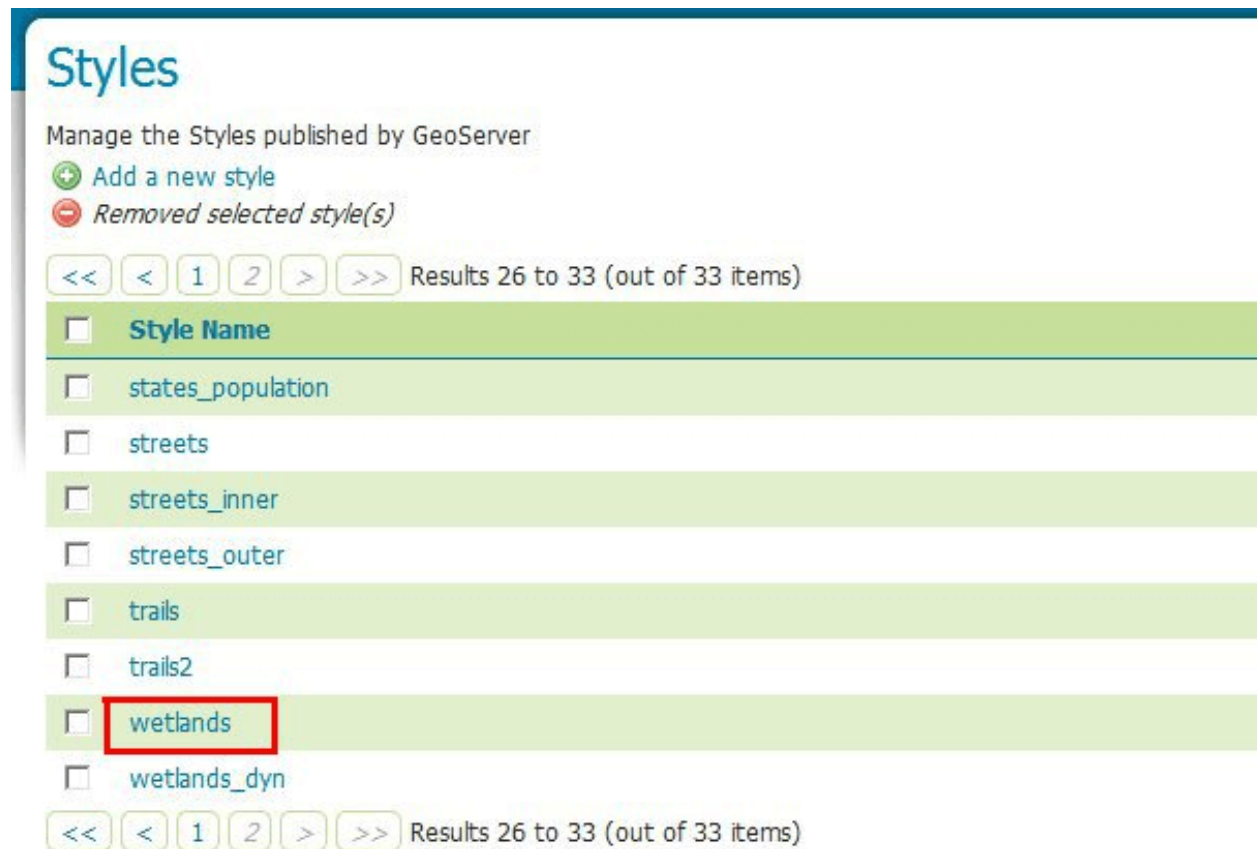 Styles
Manage the Styles published by GeoServer
Add a new style
Removed selected style(s)
<< < 1 2 > >> Results 26 to 33 (out of 33 items)
Style Name
states_population
streets
streets_inner
streets_outer
trails
trails2
wetlands
wetlands_dyn
<< < 1 2 > >> Results 26 to 33 (out of 33 items)